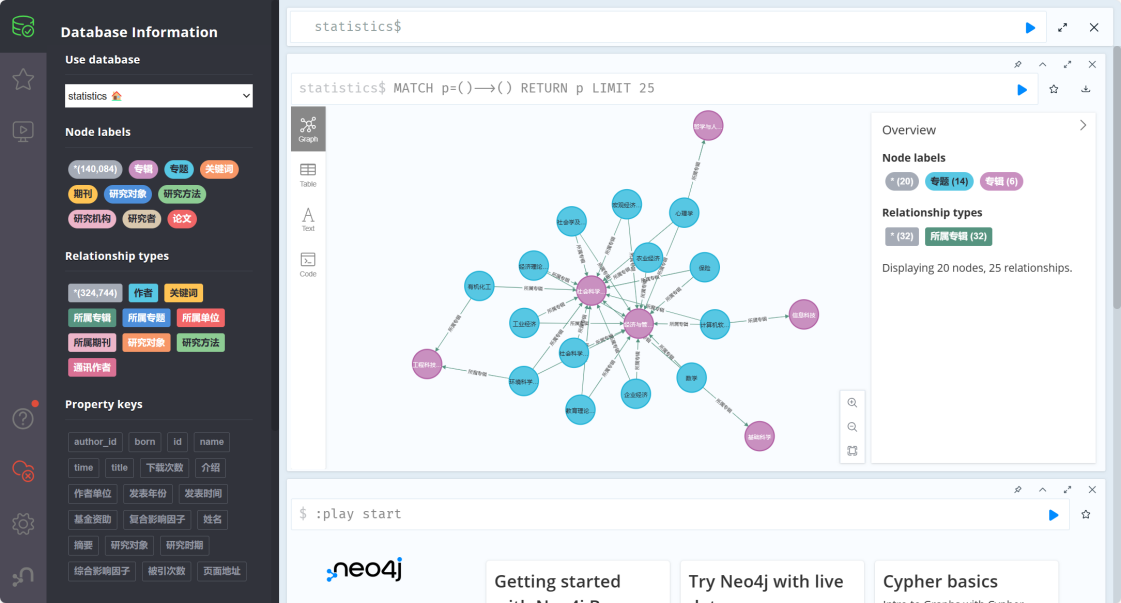 Database Information
Use database
statistics
Node labels
*(140,084) 专辑 专题 关键词
期刊 研究对象 研究方法
研究机构 研究者 论文
Relationship types
*(324,744) 作者 关键词
所属专辑 所属专题 所属单位
所属期刊 研究对象 研究方法
通讯作者
Property keys
author_id born id name
time title 下载次数 介绍
作者单位 发表年份 发表时间
基金资助 复合影响因子 姓名
摘要 研究对象 研究时期
综合影响因子 被引次数 页面地址
statistics$
statistics$ MATCH p=()-->() RETURN p LIMIT 25
Graph
Table
Text
Code
哲学与人...
宏观经济...
心理学
社会学及...
农业经济
经济理论...
保险
有机化工
社会科学...
信息科技
工业经济
经济与管...
计算机软...
社会科学...
工程科技...
环境科学...
数学
企业经济
教育理论...
基础科学
所属专辑
Overview
Node labels
* (20) 专题 (14) 专辑 (6)
Relationship types
* (32) 所属专辑 (32)
Displaying 20 nodes, 25 relationships.
$ :play start
neo4j
Getting started
Try Neo4j with live
Cypher basics